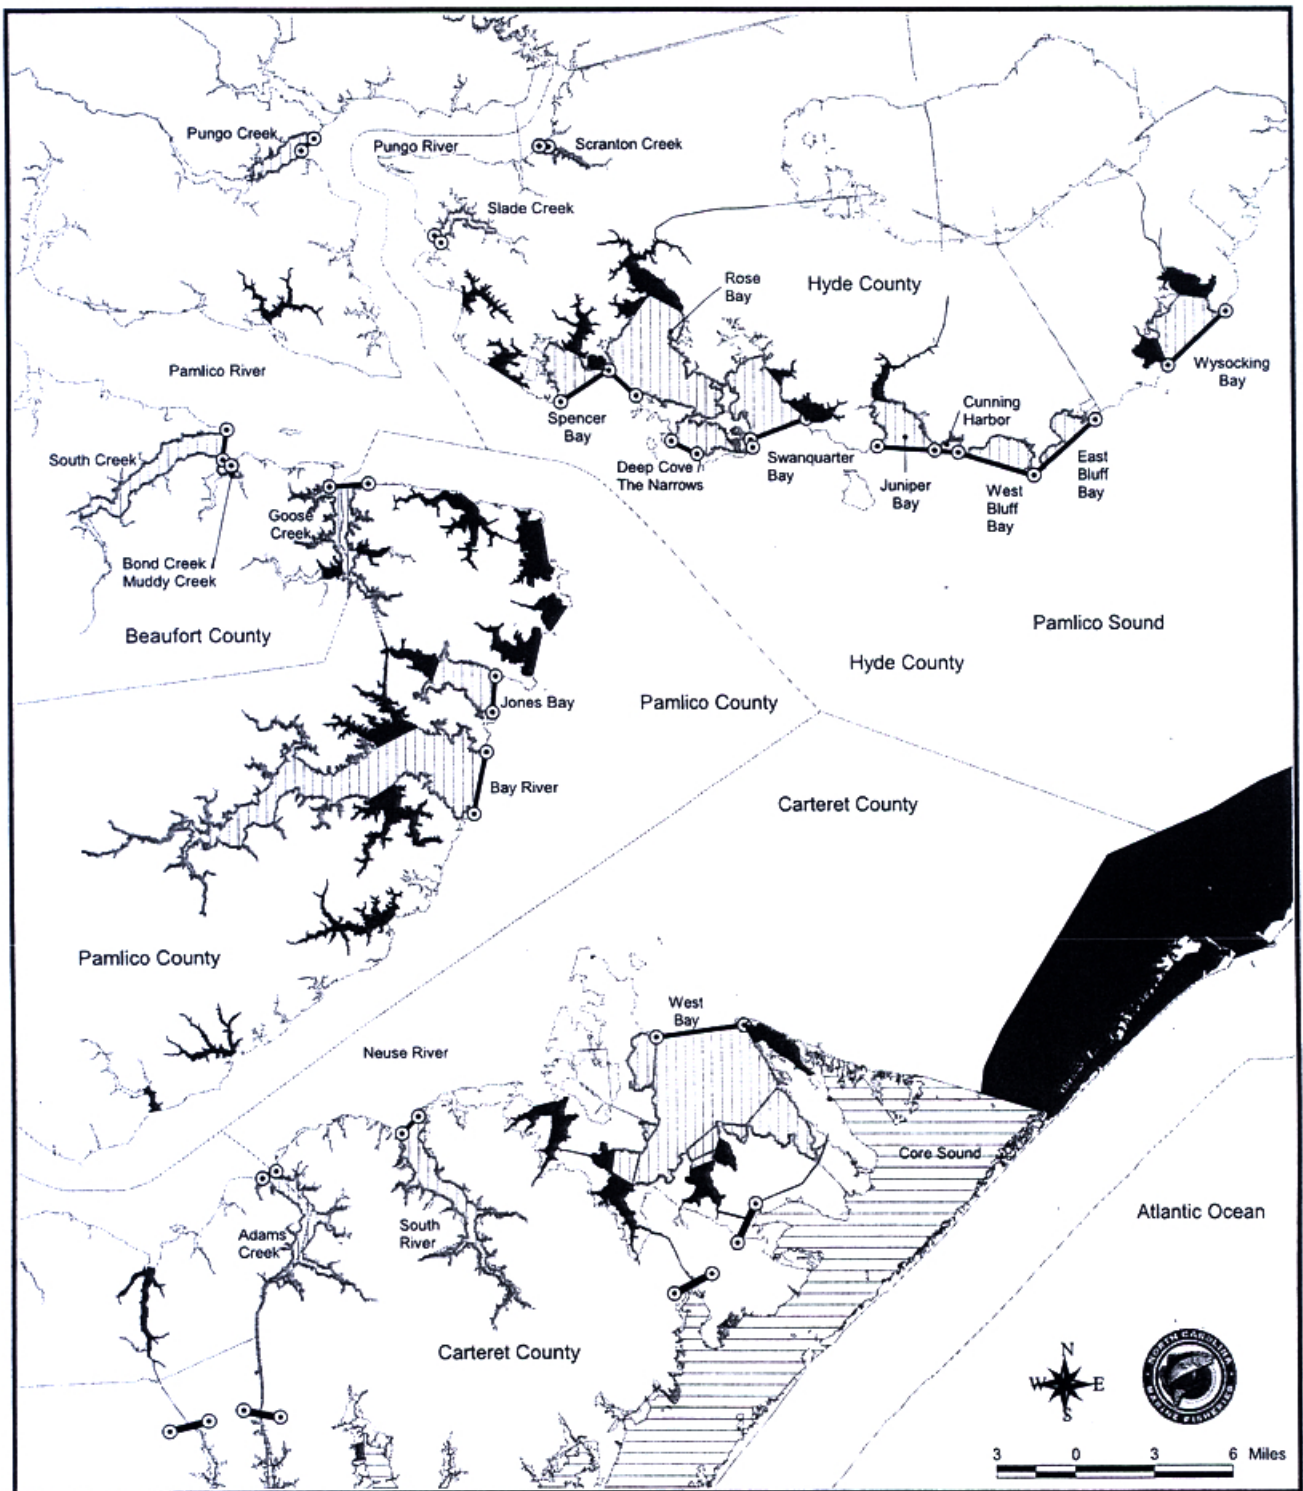 Pungo Creek
Pungo River
Scranton Creek
Slade Creek
Rose
Bay
Hyde County
Pamlico River
Wysocking
Bay
Spencer
Bay
Cunning
Harbor
South Creek
Deep Cove /
The Narrows
Swanquarter
Bay
Juniper
Bay
West
Bluff
Bay
East
Bluff
Bay
Goose
Creek
Bond Creek /
Muddy Creek
Beaufort County
Pamlico Sound
Hyde County
Jones Bay
Pamlico County
Bay River
Carteret County
Pamlico County
West
Bay
Neuse River
Core Sound
Adams
Creek
South
River
Atlantic Ocean
Carteret County
N
W
E
S
NORTH CAROLINA
MARINE FISHERIES
3 0 3 6 Miles